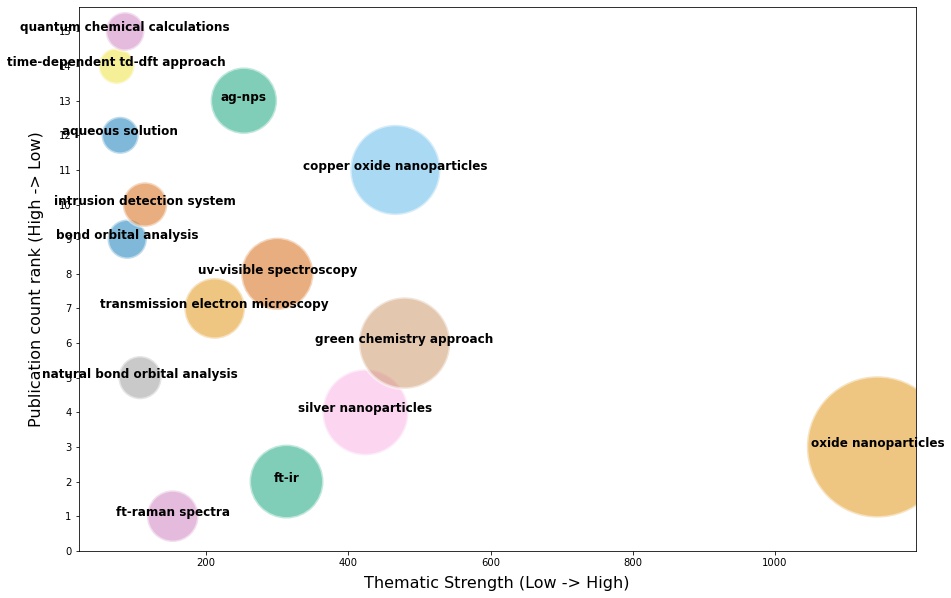 quantum chemical calculations
15
time-dependent td-dft approach
14
ag-nps
13
aqueous solution
12
copper oxide nanoparticles
11
intrusion detection system
10
bond orbital analysis
9
uv-visible spectroscopy
8
transmission electron microscopy
7
green chemistry approach
6
natural bond orbital analysis
5
silver nanoparticles
4
oxide nanoparticles
3
ft-ir
2
ft-raman spectra
1
0
200 400 600 800 1000
Thematic Strength (Low -> High)
Publication count rank (High -> Low)